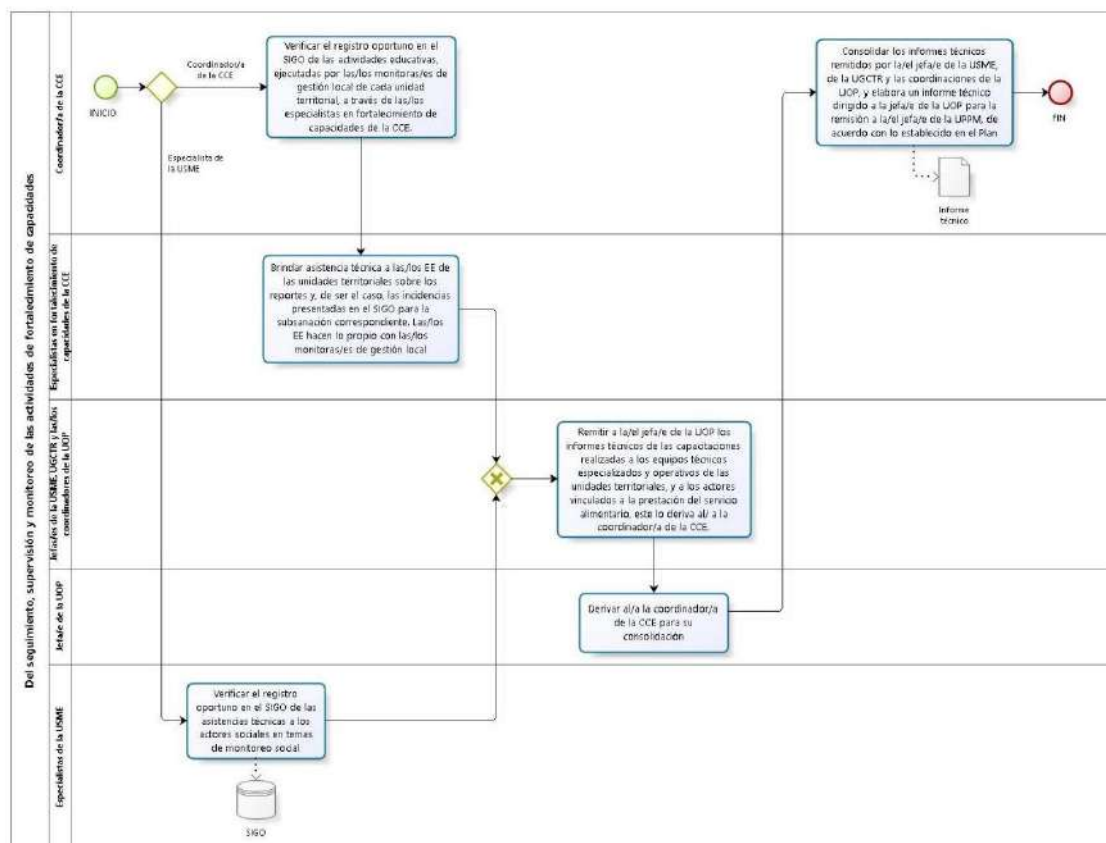 Del seguimiento, supervisión y monitoreo de las actividades de fortalecimiento de capacidades
Coordinador/a de la CCE
INICIO
Coordinador/a
de la CCE
Especialista de
la USME
Verificar el registro oportuno en el
SIGO de las actividades educativas,
ejecutadas por las/los monitoras/es de
gestión local de cada unidad
territorial, a través de las/los
especialistas en fortalecimiento de
capacidades de la CCE.
Consolidar los informes técnicos
remitidos por la/el jefa/e de la USME,
de la UGCTR y las coordinaciones de la
UOP, y elabora un informe técnico
dirigido a la jefa/e de la UOP para la
remisión a la/el jefa/e de la UPPM, de
acuerdo con lo establecido en el Plan
FIN
Informe
técnico
Especialistas en fortalecimiento de
capacidades de la CCE
Brindar asistencia técnica a las/los EE de
las unidades territoriales sobre los
reportes y, de ser el caso, las incidencias
presentadas en el SIGO para la
subsanación correspondiente. Las/los
EE hacen lo propio con las/los
monitoras/es de gestión local
Jefas/es de la USME, UGCTR y las/los
coordinadores de la UOP
Remitir a la/el jefa/e de la UOP los
informes técnicos de las capacitaciones
realizadas a los equipos técnicos
especializados y operativos de las
unidades territoriales, y a los actores
vinculados a la prestación del servicio
alimentario, este lo deriva al/ a la
coordinador/a de la CCE.
Jefa/e de la UOP
Derivar al/a la coordinador/a
de la CCE para su
consolidación
Especialistas de la USME
Verificar el registro
oportuno en el SIGO de las
asistencias técnicas a los
actores sociales en temas
de monitoreo social
SIGO